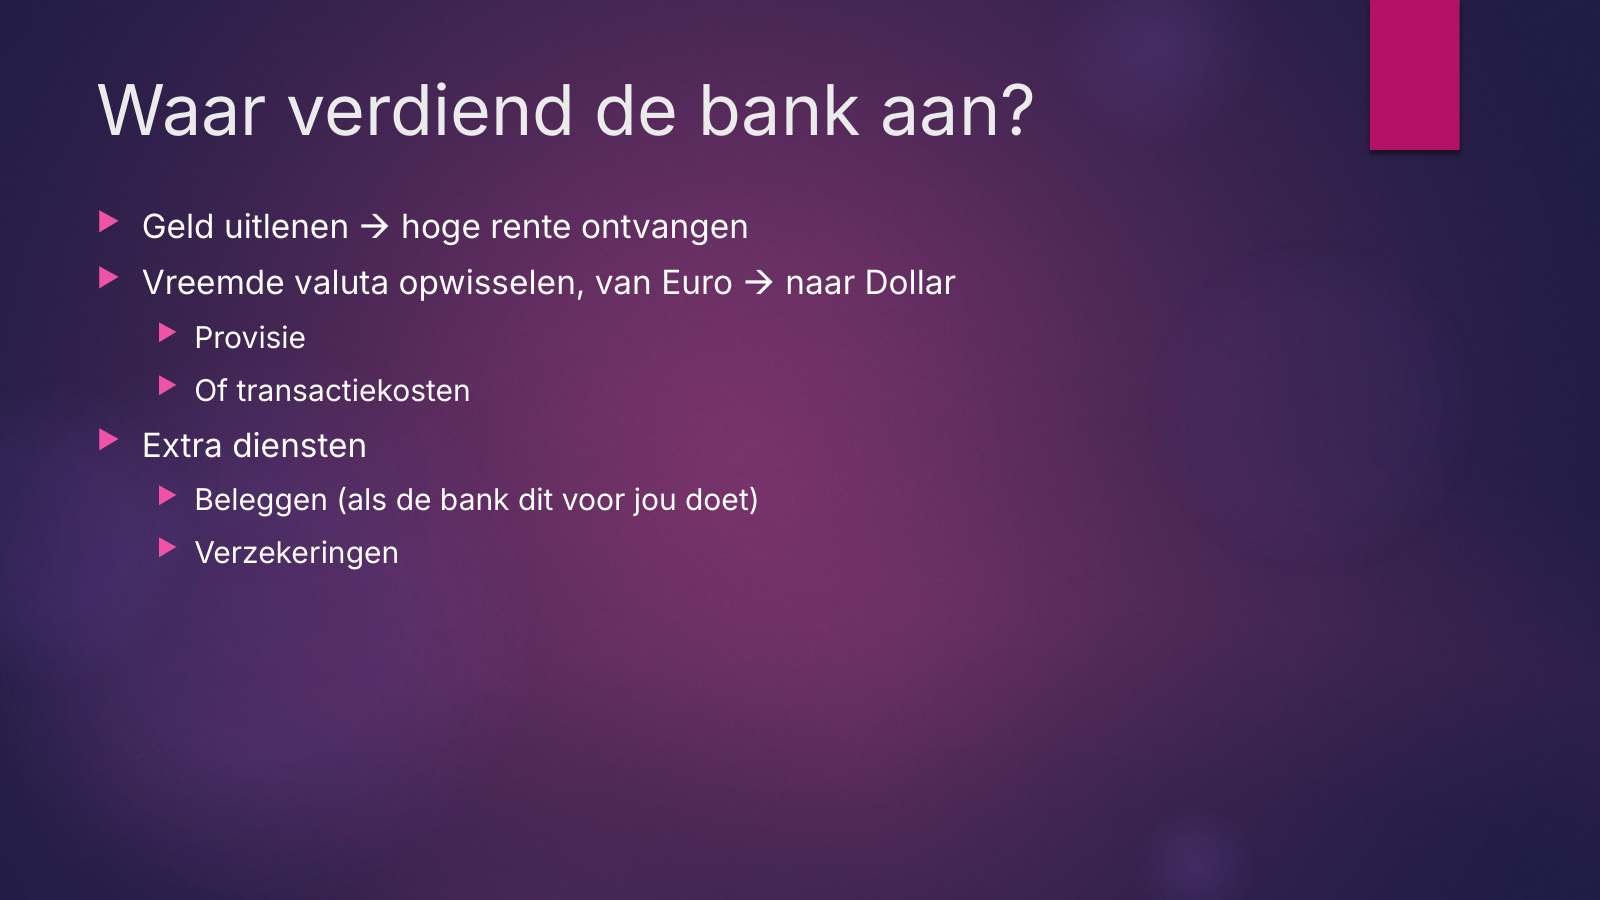 Waar verdiend de bank aan?
Geld uitlenen → hoge rente ontvangen
Vreemde valuta opwisselen, van Euro → naar Dollar
Provisie
Of transactiekosten
Extra diensten
Beleggen (als de bank dit voor jou doet)
Verzekeringen